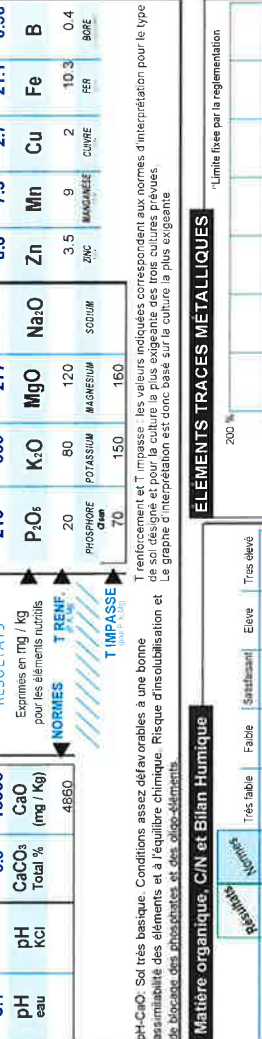 RESULTATS
pH eau
pH KCl
CaCO3 Total %
CaO (mg / Kg)
4860
Exprimés en mg / kg
pour les éléments nutritifs
NORMES
T RENF.
T IMPASSE
P2O5 K2O MgO Na2O Zn Mn Cu Fe B
20 80 120 3.5 9 2 10.3 0.4
PHOSPHORE POTASSIUM MAGNESIUM SODIUM ZINC MANGANÈSE CUIVRE FER BORE
70 150 160
pH-CaO: Sol très basique. Conditions assez défavorables à une bonne
assimilabilité des éléments et à l'équilibre chimique. Risque d'insolubilisation et
de blocage des phosphates et des oligo-éléments.
T renforcement et T impasse : les valeurs indiquées correspondent aux normes d'interprétation pour le type
de sol désigné et pour la culture la plus exigeante des trois cultures prévues.
Le graphe d'interprétation est donc basé sur la culture la plus exigeante
Matière organique, C/N et Bilan Humique
Résultats Normes Très faible Faible Satisfaisant Elevé Très élevé
ÉLÉMENTS TRACES MÉTALLIQUES
200 %
*Limite fixée par la reglementation